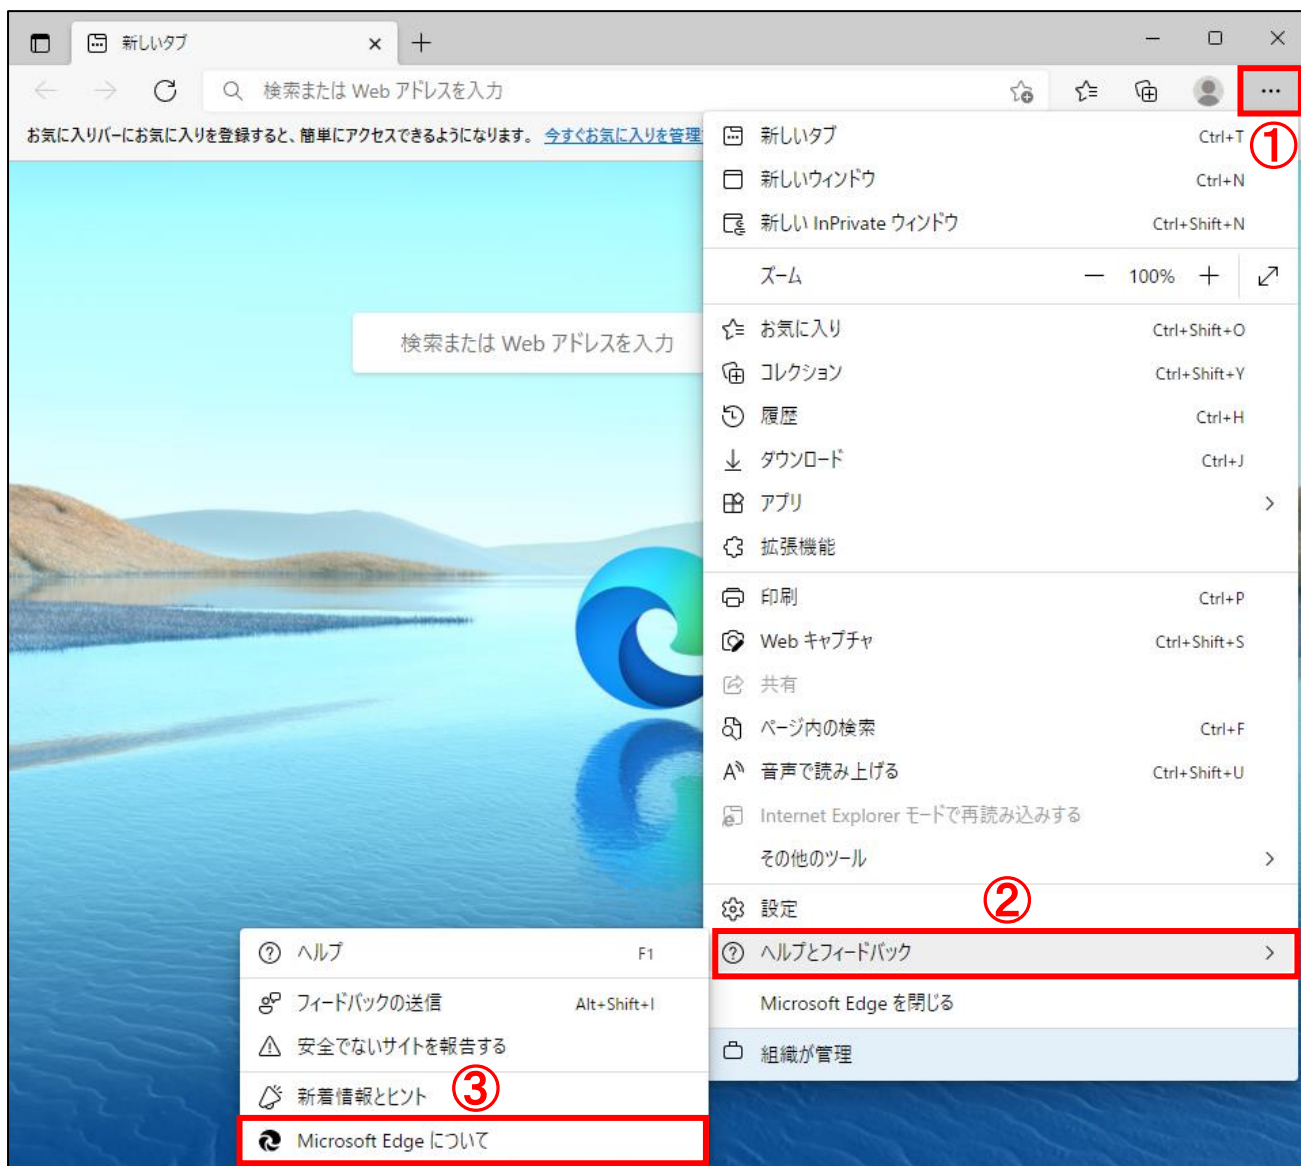 新しいタブ
検索または Web アドレスを入力
①
お気に入りバーにお気に入りを登録すると、簡単にアクセスできるようになります。 今すぐお気に入りを管理
新しいタブ Ctrl+T
新しいウィンドウ Ctrl+N
新しい InPrivate ウィンドウ Ctrl+Shift+N
ズーム 100%
検索または Web アドレスを入力
お気に入り Ctrl+Shift+O
コレクション Ctrl+Shift+Y
履歴 Ctrl+H
ダウンロード Ctrl+J
アプリ
拡張機能
印刷 Ctrl+P
Web キャプチャ Ctrl+Shift+S
共有
ページ内の検索 Ctrl+F
音声で読み上げる Ctrl+Shift+U
Internet Explorer モードで再読み込みする
その他のツール
設定
②
ヘルプとフィードバック
Microsoft Edge を閉じる
組織が管理
ヘルプ F1
フィードバックの送信 Alt+Shift+I
安全でないサイトを報告する
新着情報とヒント
③
Microsoft Edge について